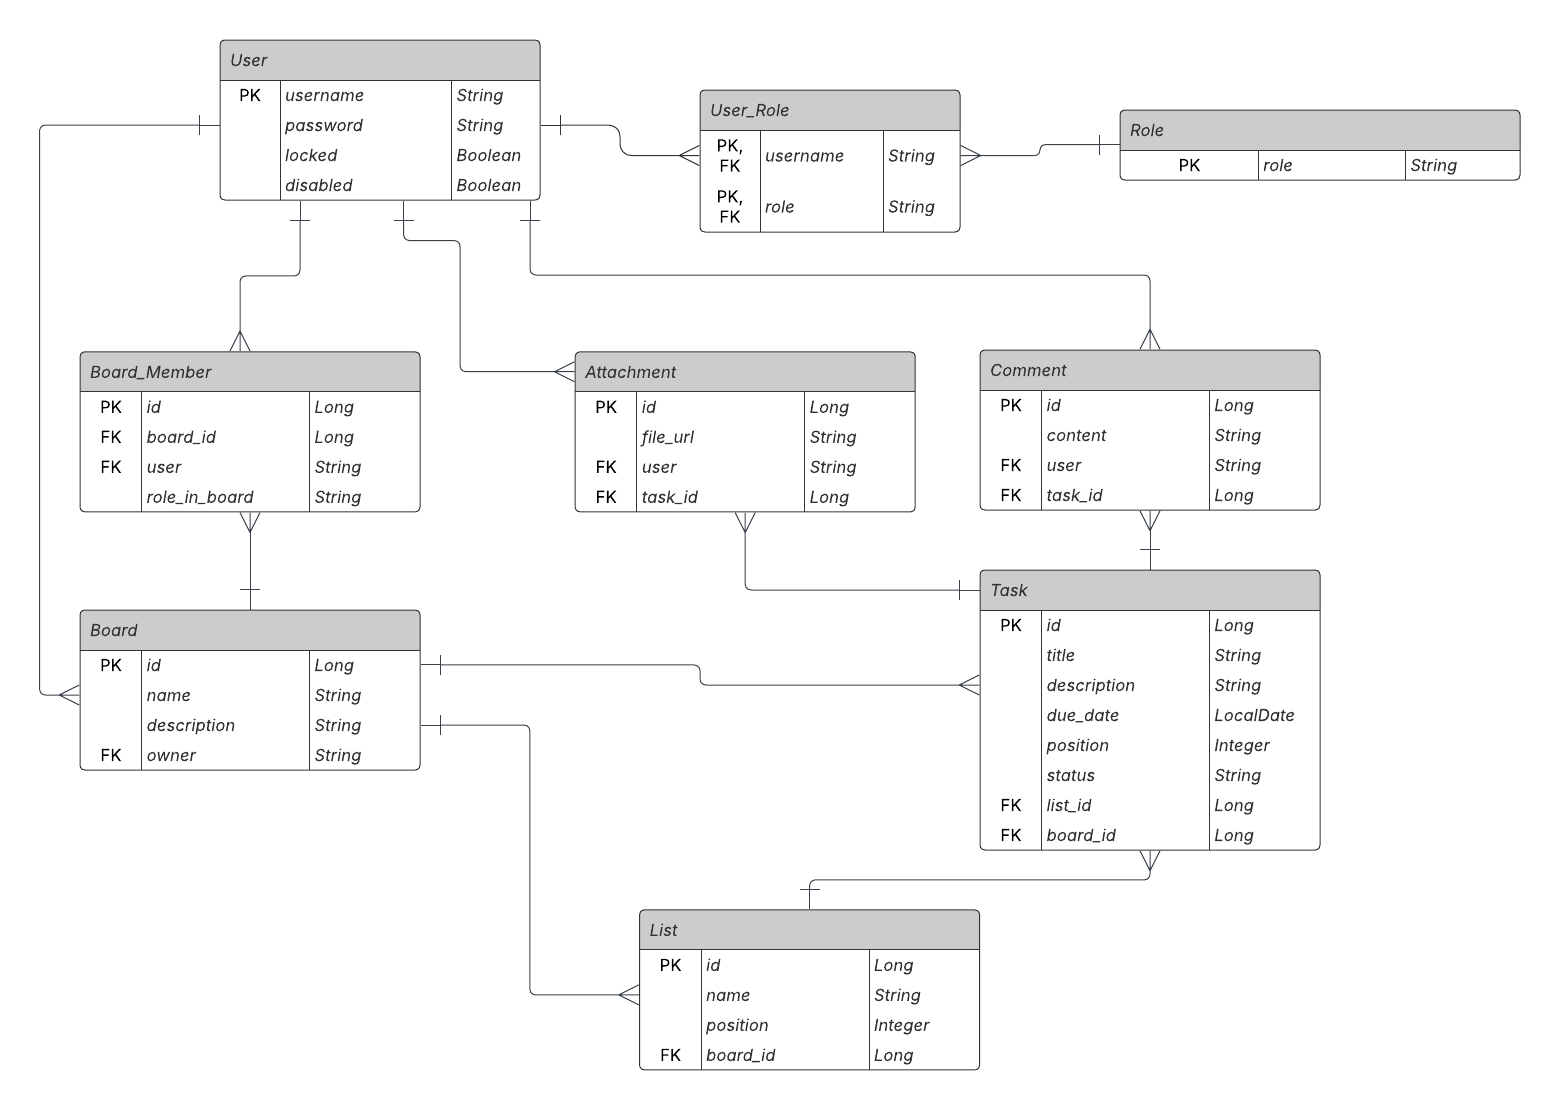 User
PK username String
password String
locked Boolean
disabled Boolean
User_Role
PK, FK username String
PK, FK role String
Role
PK role String
Board_Member
PK id Long
FK board_id Long
FK user String
role_in_board String
Attachment
PK id Long
file_url String
FK user String
FK task_id Long
Comment
PK id Long
content String
FK user String
FK task_id Long
Board
PK id Long
name String
description String
FK owner String
Task
PK id Long
title String
description String
due_date LocalDate
position Integer
status String
FK list_id Long
FK board_id Long
List
PK id Long
name String
position Integer
FK board_id Long